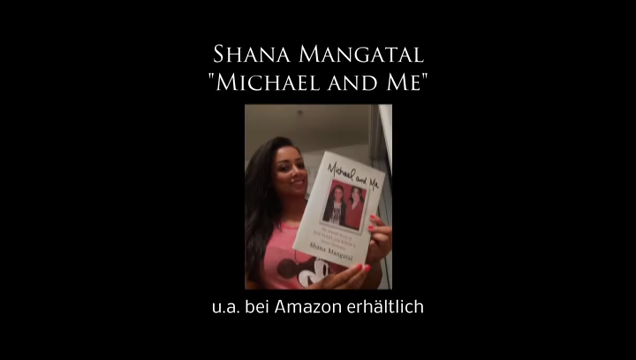 SHANA MANGATAL
"MICHAEL AND ME"
Michael and Me
Shana Mangatal
u.a. bei Amazon erhältlich